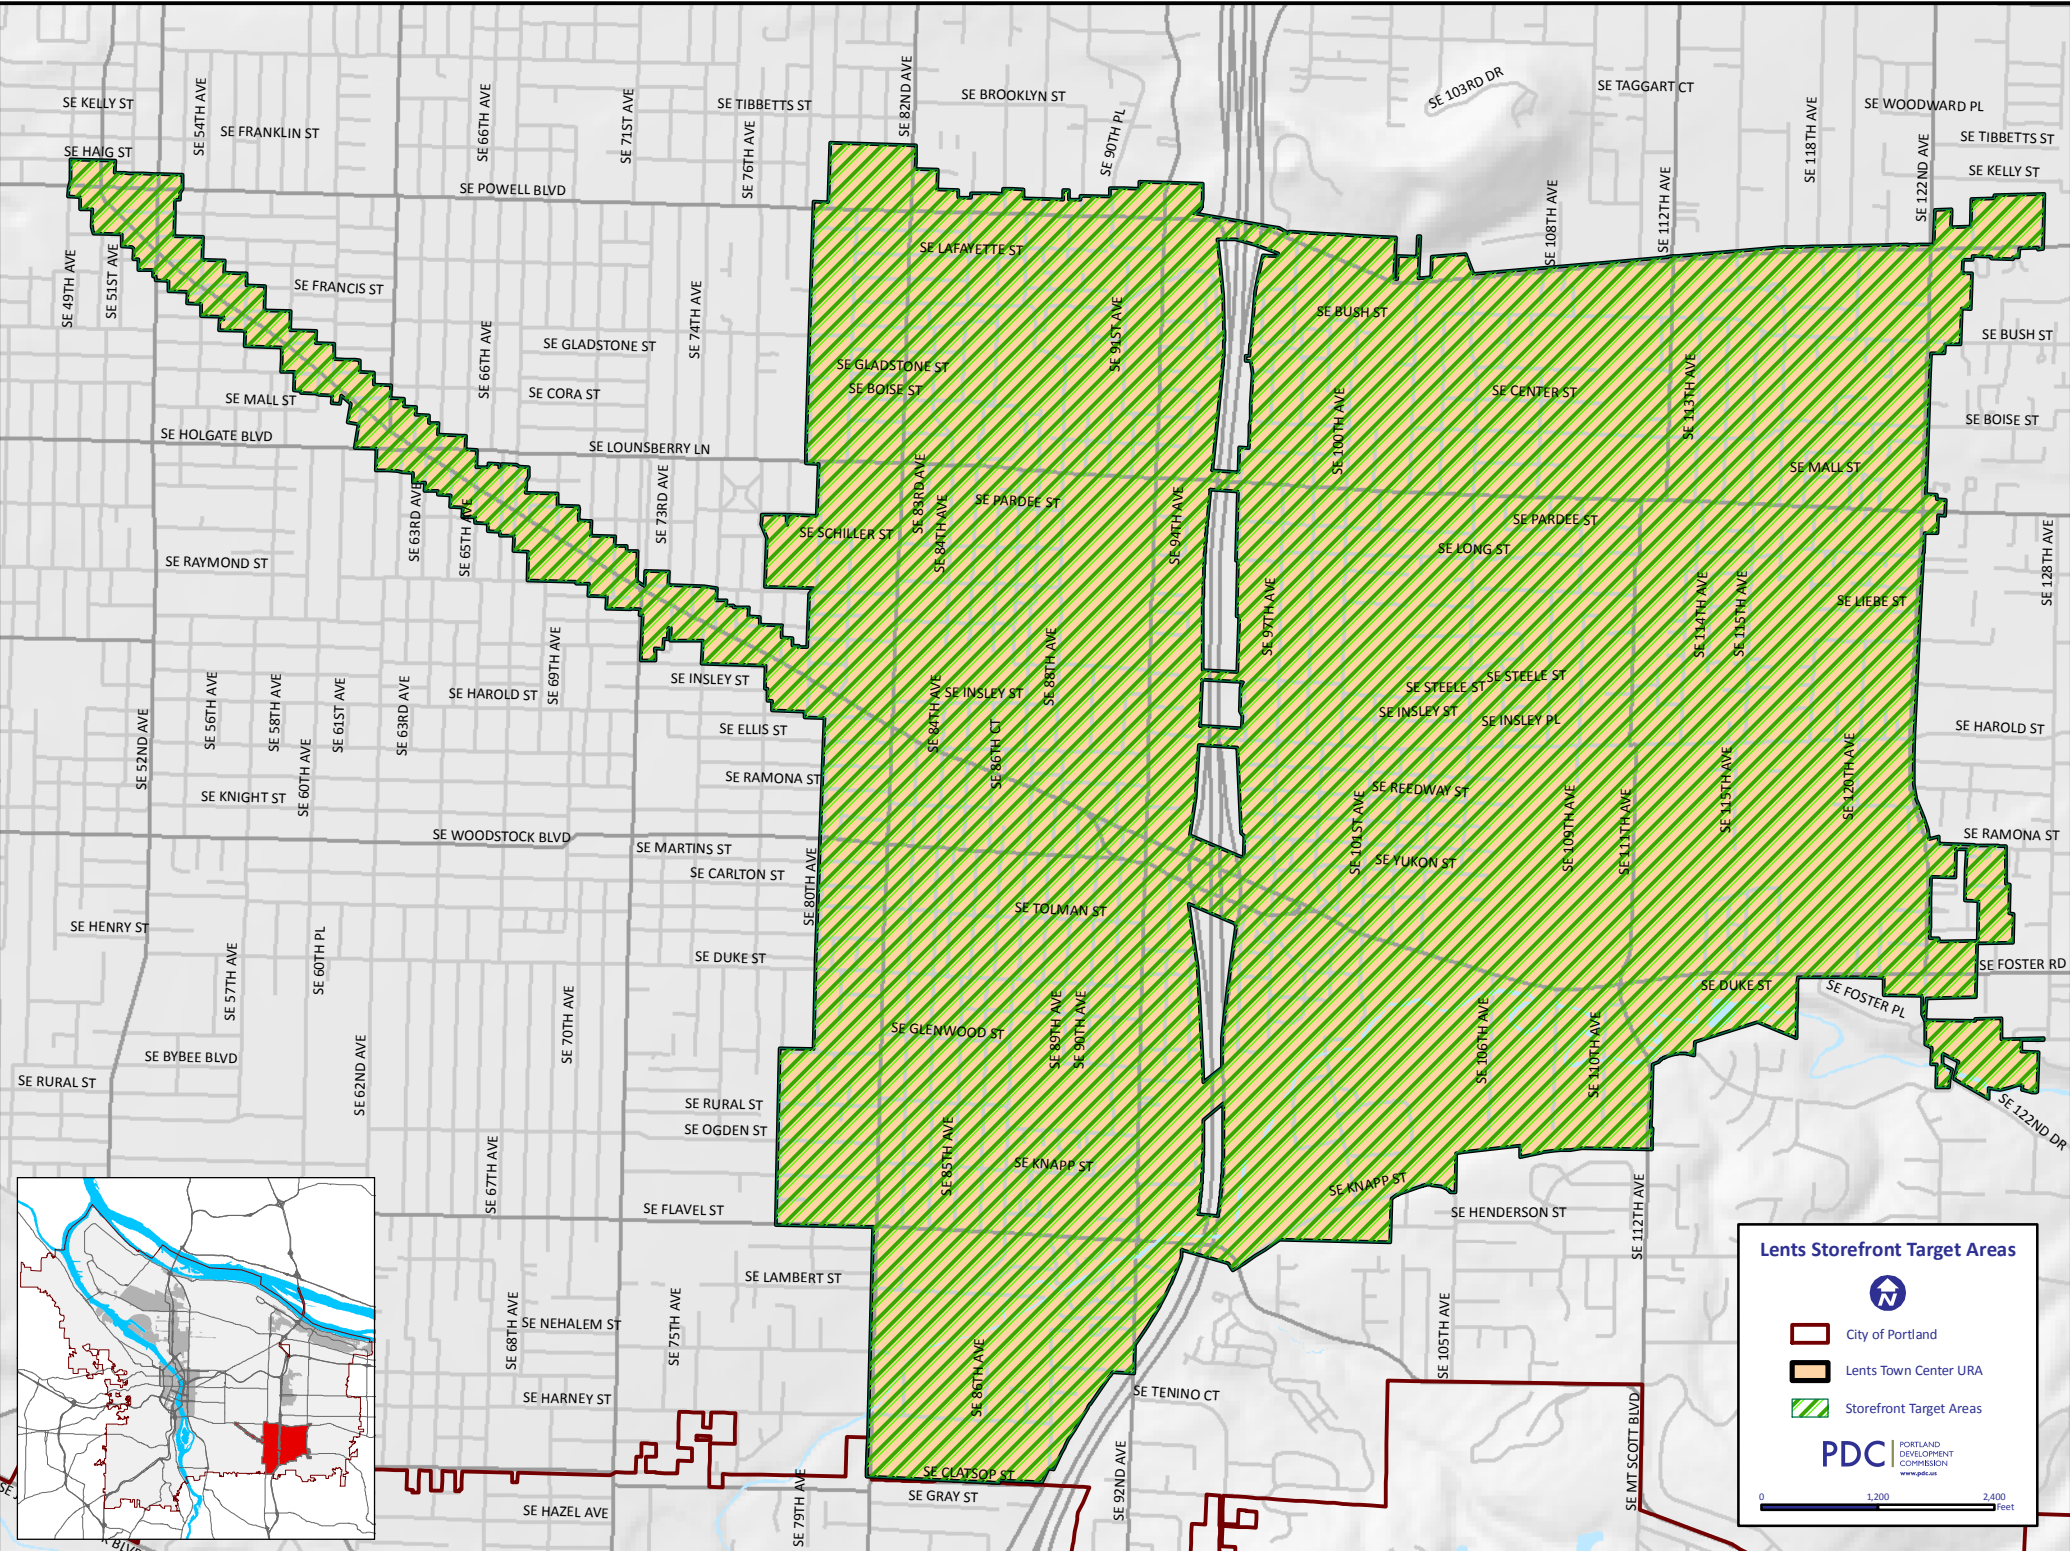 SE KELLY ST
SE 54TH AVE
SE FRANKLIN ST
SE HAIG ST
SE 66TH AVE
SE 71ST AVE
SE TIBBETTS ST
SE 76TH AVE
SE 82ND AVE
SE BROOKLYN ST
SE 90TH PL
SE 103RD DR
SE TAGGART CT
SE 118TH AVE
SE WOODWARD PL
SE TIBBETTS ST
SE KELLY ST
SE 122ND AVE
SE 112TH AVE
SE 108TH AVE
SE POWELL BLVD
SE 49TH AVE
SE 51ST AVE
SE FRANCIS ST
SE 74TH AVE
SE LAFAYETTE ST
SE 91ST AVE
SE BUSH ST
SE BUSH ST
SE GLADSTONE ST
SE 66TH AVE
SE GLADSTONE ST
SE BOISE ST
SE CORA ST
SE CENTER ST
SE 113TH AVE
SE 100TH AVE
SE MALL ST
SE BOISE ST
SE HOLGATE BLVD
SE LOUNSBERRY LN
SE MALL ST
SE 63RD AVE
SE 65TH AVE
SE 73RD AVE
SE 83RD AVE
SE 84TH AVE
SE PARDEE ST
SE SCHILLER ST
SE 94TH AVE
SE PARDEE ST
SE LONG ST
SE RAYMOND ST
SE 97TH AVE
SE 114TH AVE
SE 115TH AVE
SE LIEBE ST
SE 128TH AVE
SE 56TH AVE
SE 58TH AVE
SE 61ST AVE
SE 63RD AVE
SE HAROLD ST
SE 69TH AVE
SE INSLEY ST
SE 84TH AVE
SE INSLEY ST
SE 88TH AVE
SE STEELE ST
SE STEELE ST
SE INSLEY ST
SE INSLEY PL
SE HAROLD ST
SE 52ND AVE
SE 60TH AVE
SE ELLIS ST
SE 86TH CT
SE RAMONA ST
SE KNIGHT ST
SE REEDWAY ST
SE 101ST AVE
SE 109TH AVE
SE 111TH AVE
SE 115TH AVE
SE 120TH AVE
SE WOODSTOCK BLVD
SE MARTINS ST
SE RAMONA ST
SE CARLTON ST
SE 80TH AVE
SE YUKON ST
SE HENRY ST
SE 57TH AVE
SE 60TH PL
SE TOLMAN ST
SE DUKE ST
SE FOSTER RD
SE DUKE ST
SE FOSTER PL
SE 70TH AVE
SE GLENWOOD ST
SE 89TH AVE
SE 90TH AVE
SE 106TH AVE
SE 110TH AVE
SE BYBEE BLVD
SE RURAL ST
SE 62ND AVE
SE RURAL ST
SE OGDEN ST
SE 122ND DR
SE 67TH AVE
SE 85TH AVE
SE KNAPP ST
SE KNAPP ST
SE FLAVEL ST
SE HENDERSON ST
SE 112TH AVE
SE LAMBERT ST
SE 68TH AVE
SE NEHALEM ST
SE 75TH AVE
SE 86TH AVE
SE 105TH AVE
SE HARNEY ST
SE TENINO CT
SE MT SCOTT BLVD
SE CLATSOP ST
SE GRAY ST
SE HAZEL AVE
SE 79TH AVE
SE 92ND AVE
Lents Storefront Target Areas
N
City of Portland
Lents Town Center URA
Storefront Target Areas
PDC
PORTLAND
DEVELOPMENT
COMMISSION
www.pdc.us
0 1,200 2,400
Feet